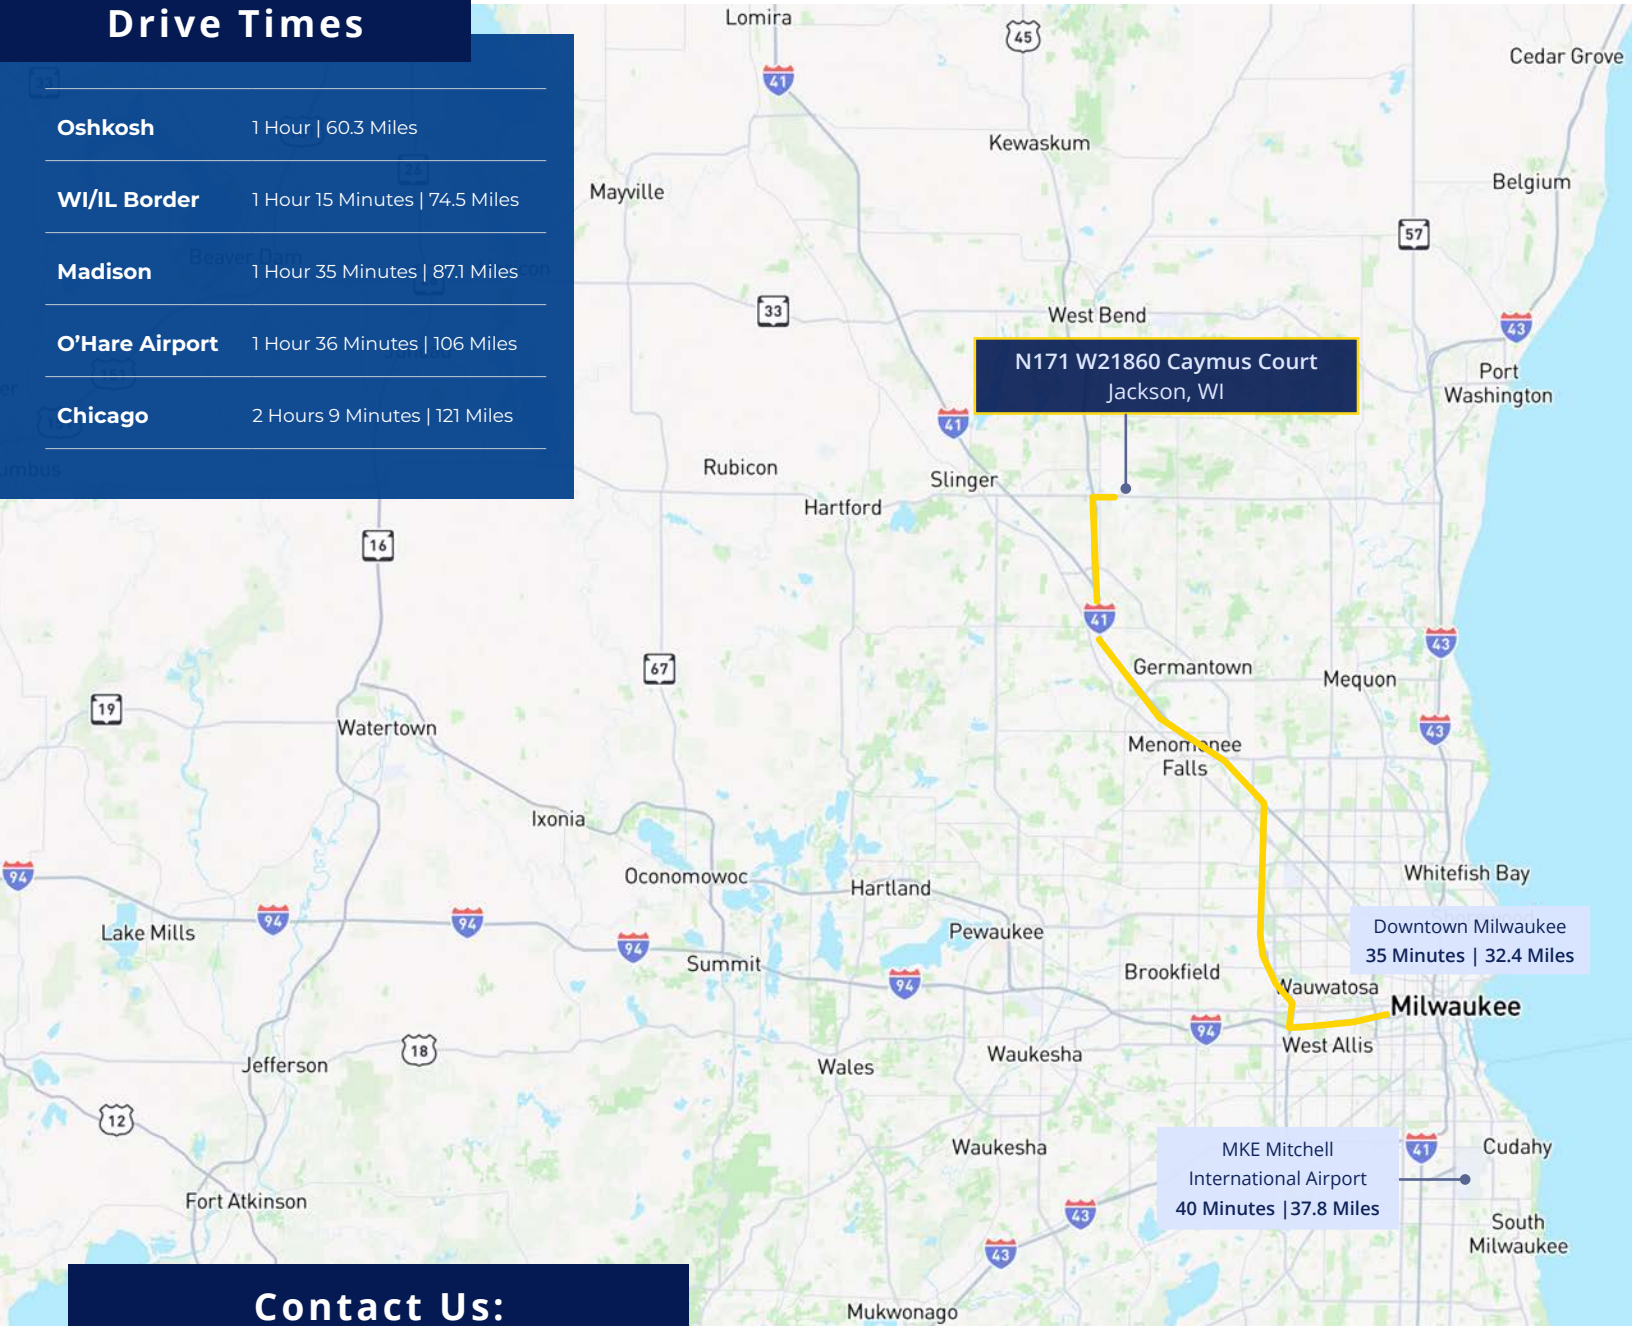 Drive Times
Oshkosh 1 Hour | 60.3 Miles
WI/IL Border 1 Hour 15 Minutes | 74.5 Miles
Madison 1 Hour 35 Minutes | 87.1 Miles
O’Hare Airport 1 Hour 36 Minutes | 106 Miles
Chicago 2 Hours 9 Minutes | 121 Miles
33
26
Beaver Dam
151
Lomira
45
Cedar Grove
41
Kewaskum
Mayville
Belgium
57
33
West Bend
43
N171 W21860 Caymus Court
Jackson, WI
Port
Washington
41
Rubicon
Slinger
Hartford
16
41
43
67
Germantown
Mequon
19
Watertown
43
Menomonee
Falls
Ixonia
94
Oconomowoc
Hartland
Whitefish Bay
94
94
Lake Mills
Pewaukee
Downtown Milwaukee
35 Minutes | 32.4 Miles
94
Summit
Brookfield
94
Wauwatosa
Milwaukee
94
West Allis
18
Jefferson
Wales
Waukesha
12
Waukesha
MKE Mitchell
International Airport
40 Minutes |37.8 Miles
41
Cudahy
Fort Atkinson
43
South
Milwaukee
43
Contact Us:
Mukwonago